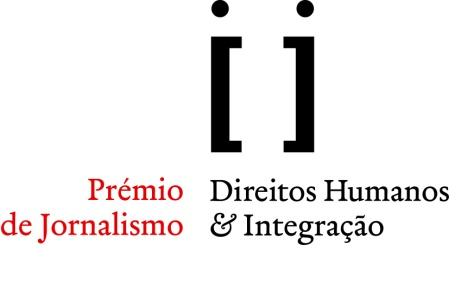 Prémio
de Jornalismo
Direitos Humanos
& Integração